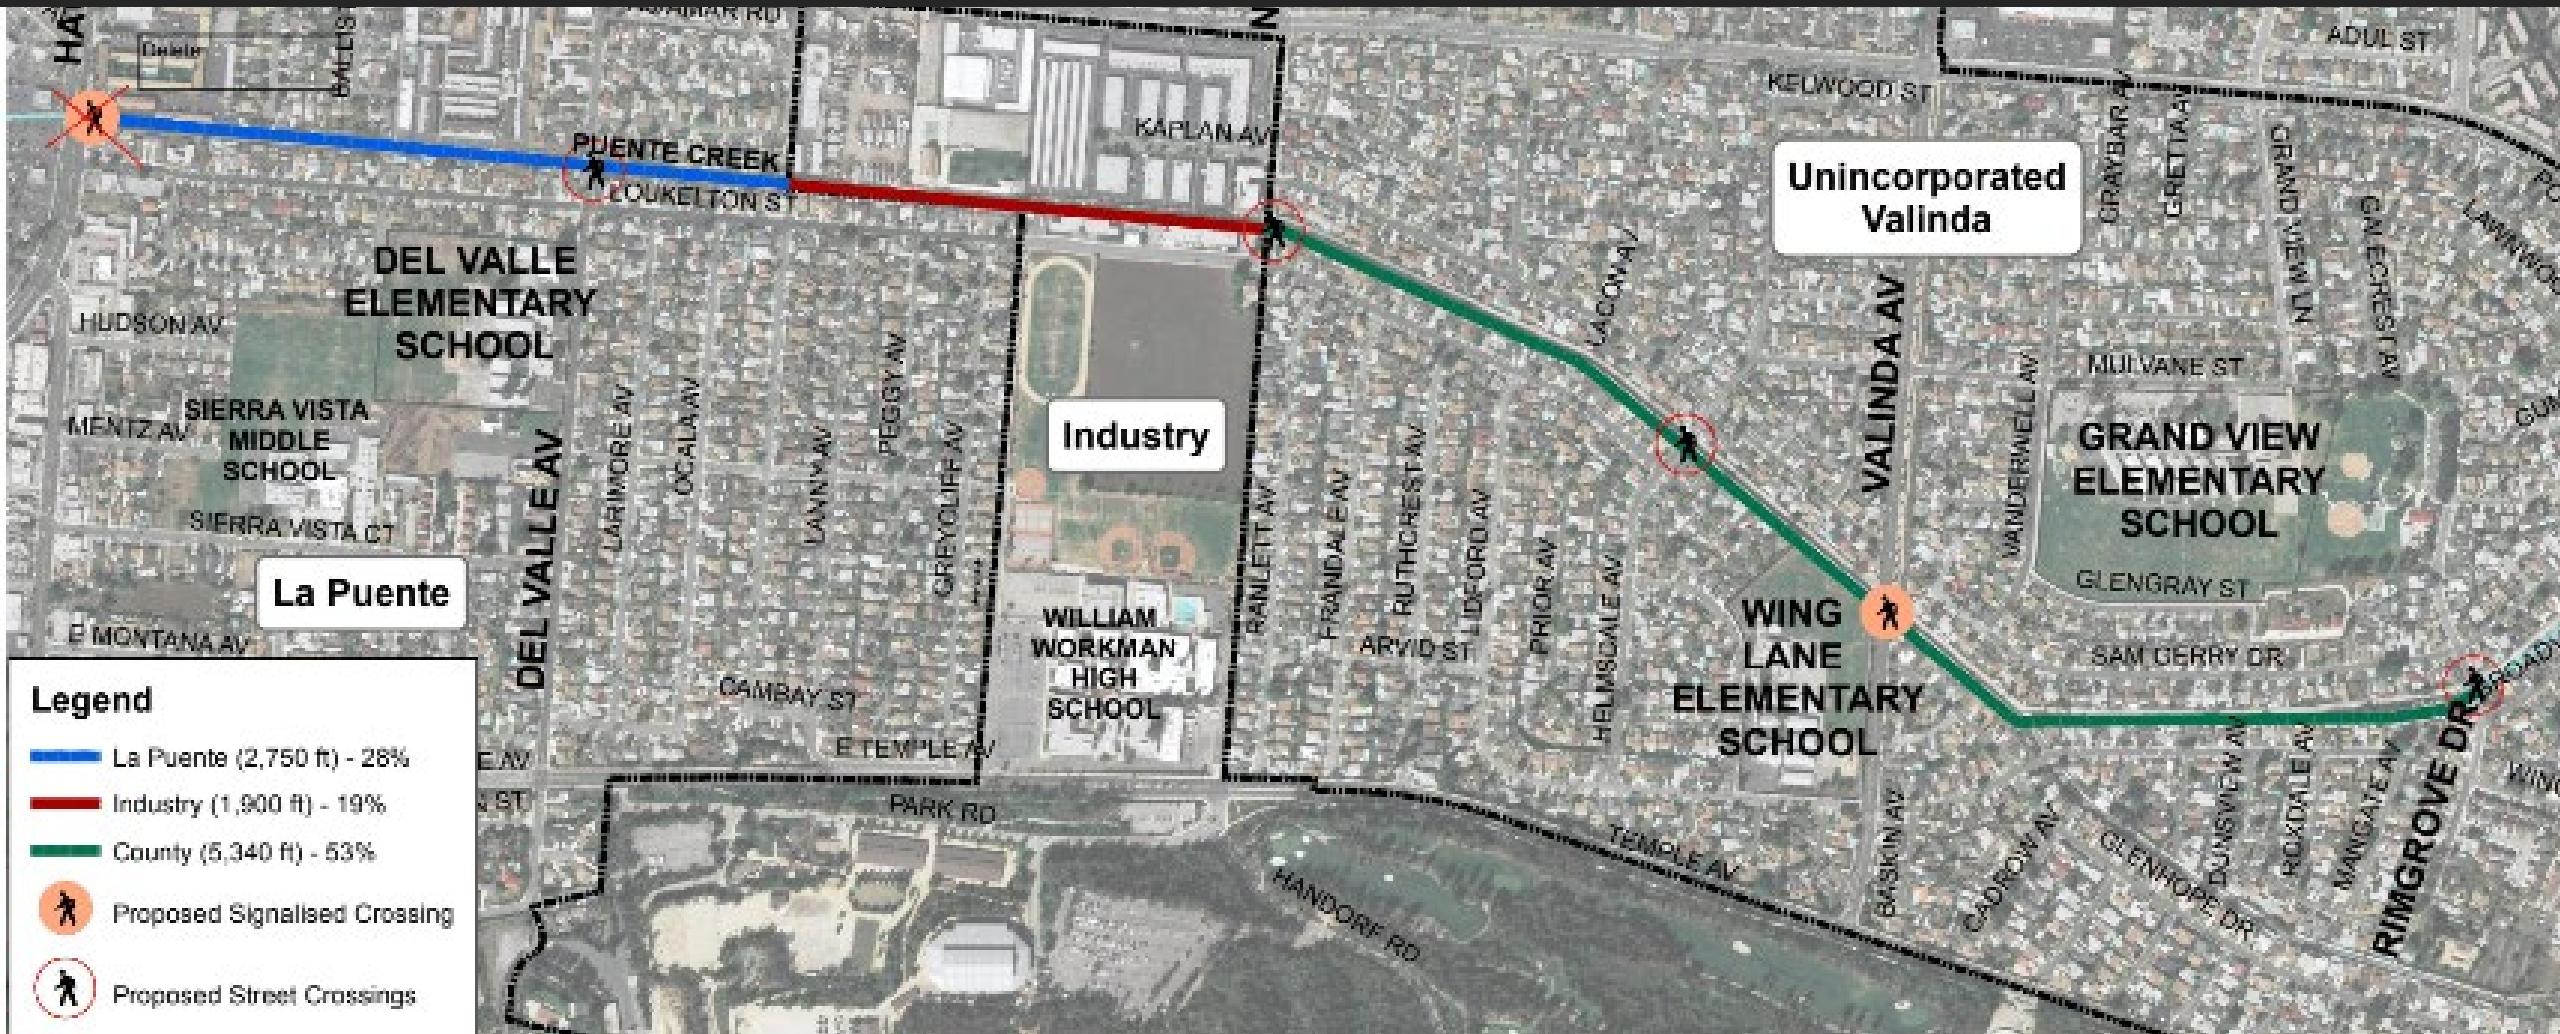 Delete
ADUL ST
KELWOOD ST
KAPLAN AV
PUENTE CREEK
LOUKELTON ST
Unincorporated
Valinda
GRAYBAR AV
GRETTA AV
GRAND VIEW LN
GALECREST AV
LACON AV
DEL VALLE
ELEMENTARY
SCHOOL
HUDSON AV
MENTZ AV
SIERRA VISTA
MIDDLE
SCHOOL
SIERRA VISTA CT
La Puente
E MONTANA AV
DEL VALLE AV
LARIMORE AV
OCALA AV
LANNY AV
PEGGY AV
GREYCLIFF AV
CAMBAY ST
E TEMPLE AV
PARK RD
Industry
WILLIAM
WORKMAN
HIGH
SCHOOL
RANLETT AV
FRANDALE AV
RUTHCREST AV
LIDFORD AV
PRIOR AV
HELMSDALE AV
ARVID ST
WING
LANE
ELEMENTARY
SCHOOL
VALINDA AV
VANDERWELL AV
MULVANE ST
GRAND VIEW
ELEMENTARY
SCHOOL
GLENGRAY ST
SAM GERRY DR
RIMGROVE DR
DUNSVIEW AV
ROXDALE AV
MANGATE AV
GLENHOPE DR
CADROW AV
BASKIN AV
TEMPLE AV
HANDORF RD
Legend
La Puente (2,750 ft) - 28%
Industry (1,900 ft) - 19%
County (5,340 ft) - 53%
Proposed Signalised Crossing
Proposed Street Crossings